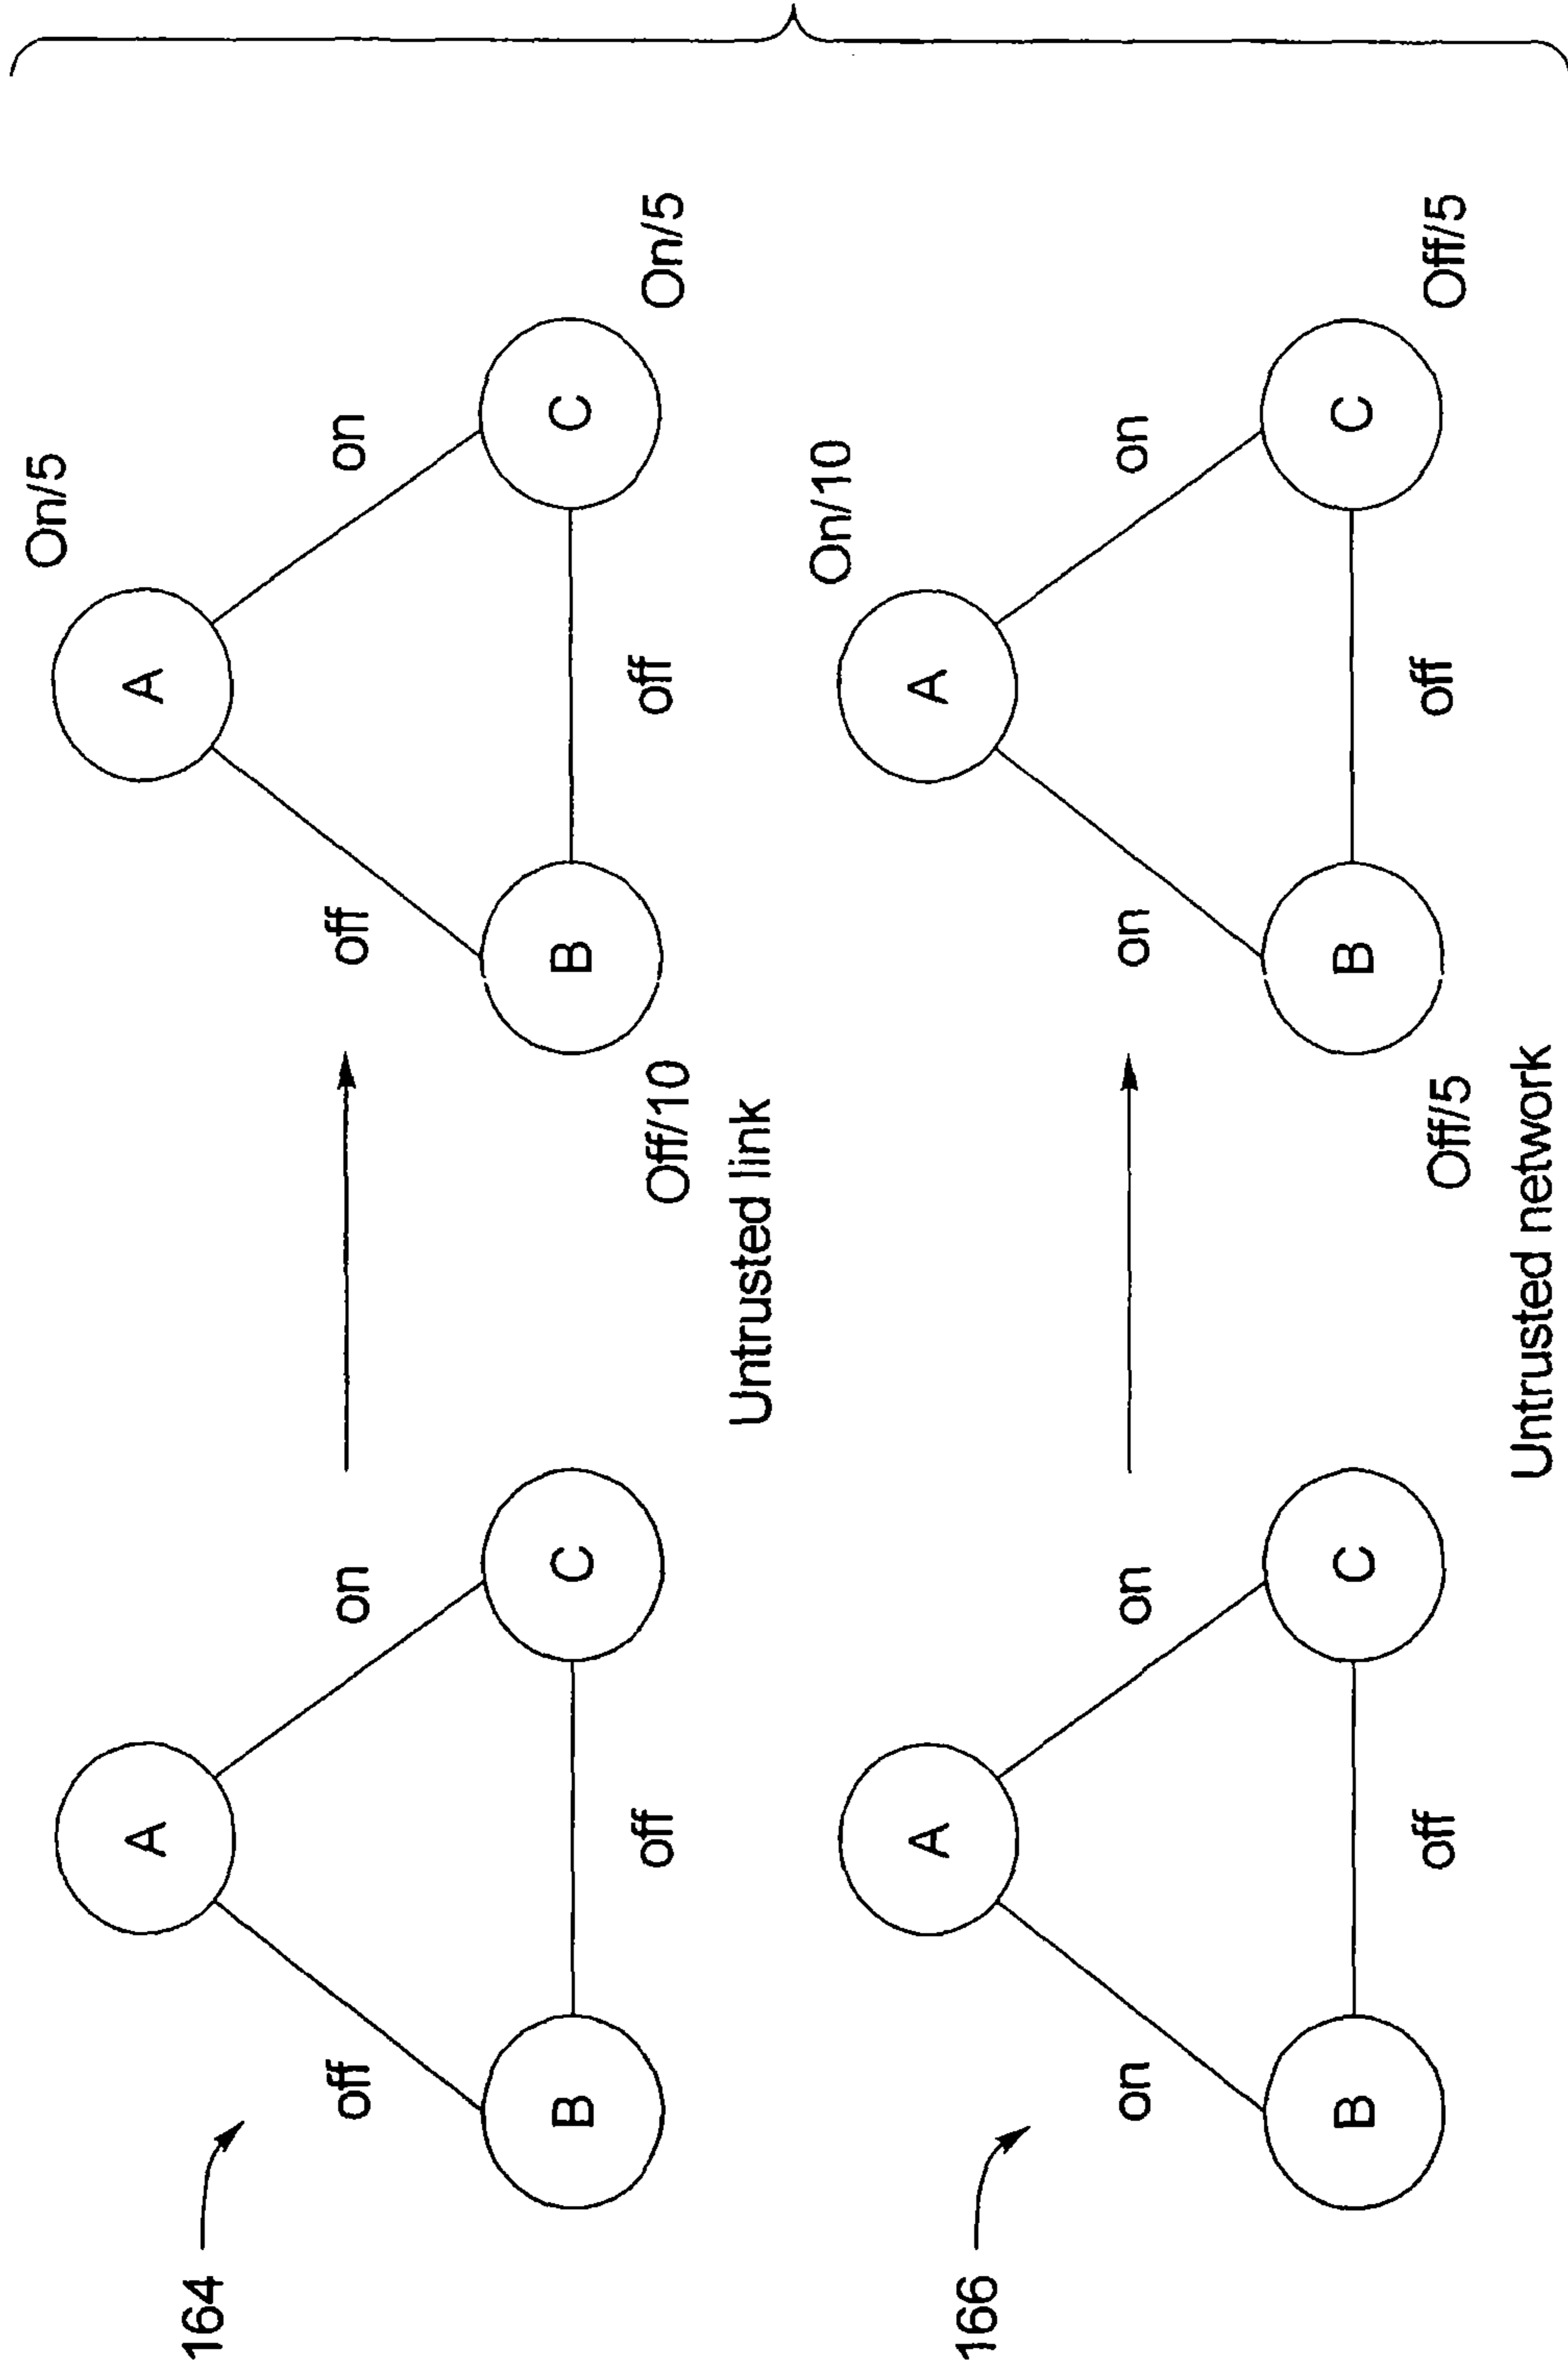 164
A
off
on
B
C
off
On/5
A
off
on
Off/10
B
C
On/5
off
Untrusted link
166
A
on
on
B
C
off
On/10
A
on
on
Off/5
B
C
Off/5
off
Untrusted network